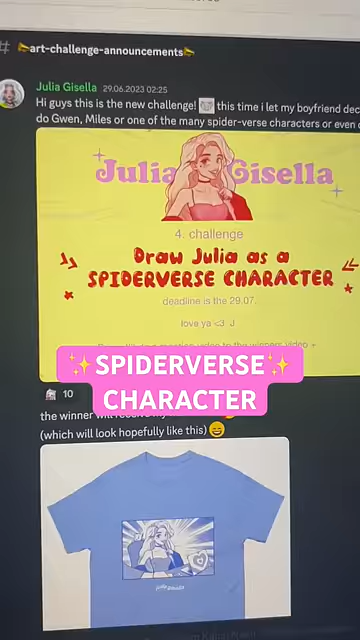 # art-challenge-announcements
Julia Gisella 29.06.2023 02:25
Hi guys this is the new challenge! this time i let my boyfriend dec
do Gwen, Miles or one of the many spider-verse characters or even
Julia Gisella
4. challenge
Draw Julia as a
SPIDERVERSE CHARACTER
deadline is the 29.07.
love ya <3 J
✨SPIDERVERSE✨
CHARACTER
10
the winner will
(which will look hopefully like this) 😄